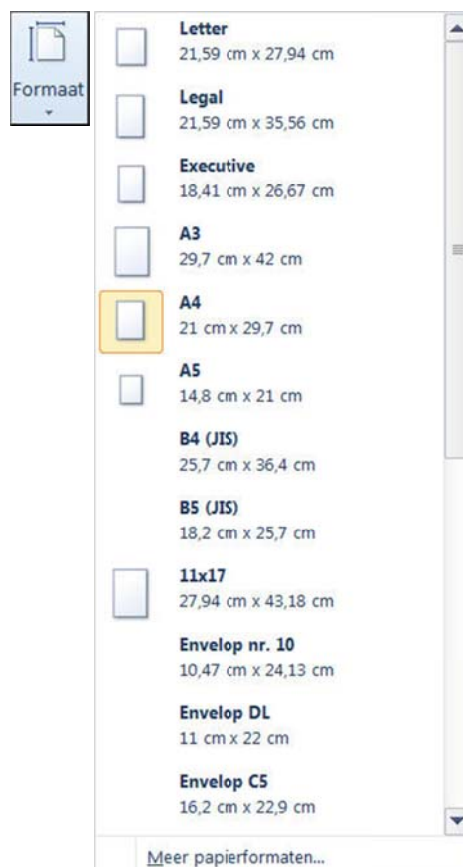 Formaat
Letter
21,59 cm x 27,94 cm
Legal
21,59 cm x 35,56 cm
Executive
18,41 cm x 26,67 cm
A3
29,7 cm x 42 cm
A4
21 cm x 29,7 cm
A5
14,8 cm x 21 cm
B4 (JIS)
25,7 cm x 36,4 cm
B5 (JIS)
18,2 cm x 25,7 cm
11x17
27,94 cm x 43,18 cm
Envelop nr. 10
10,47 cm x 24,13 cm
Envelop DL
11 cm x 22 cm
Envelop C5
16,2 cm x 22,9 cm
Meer papierformaten...